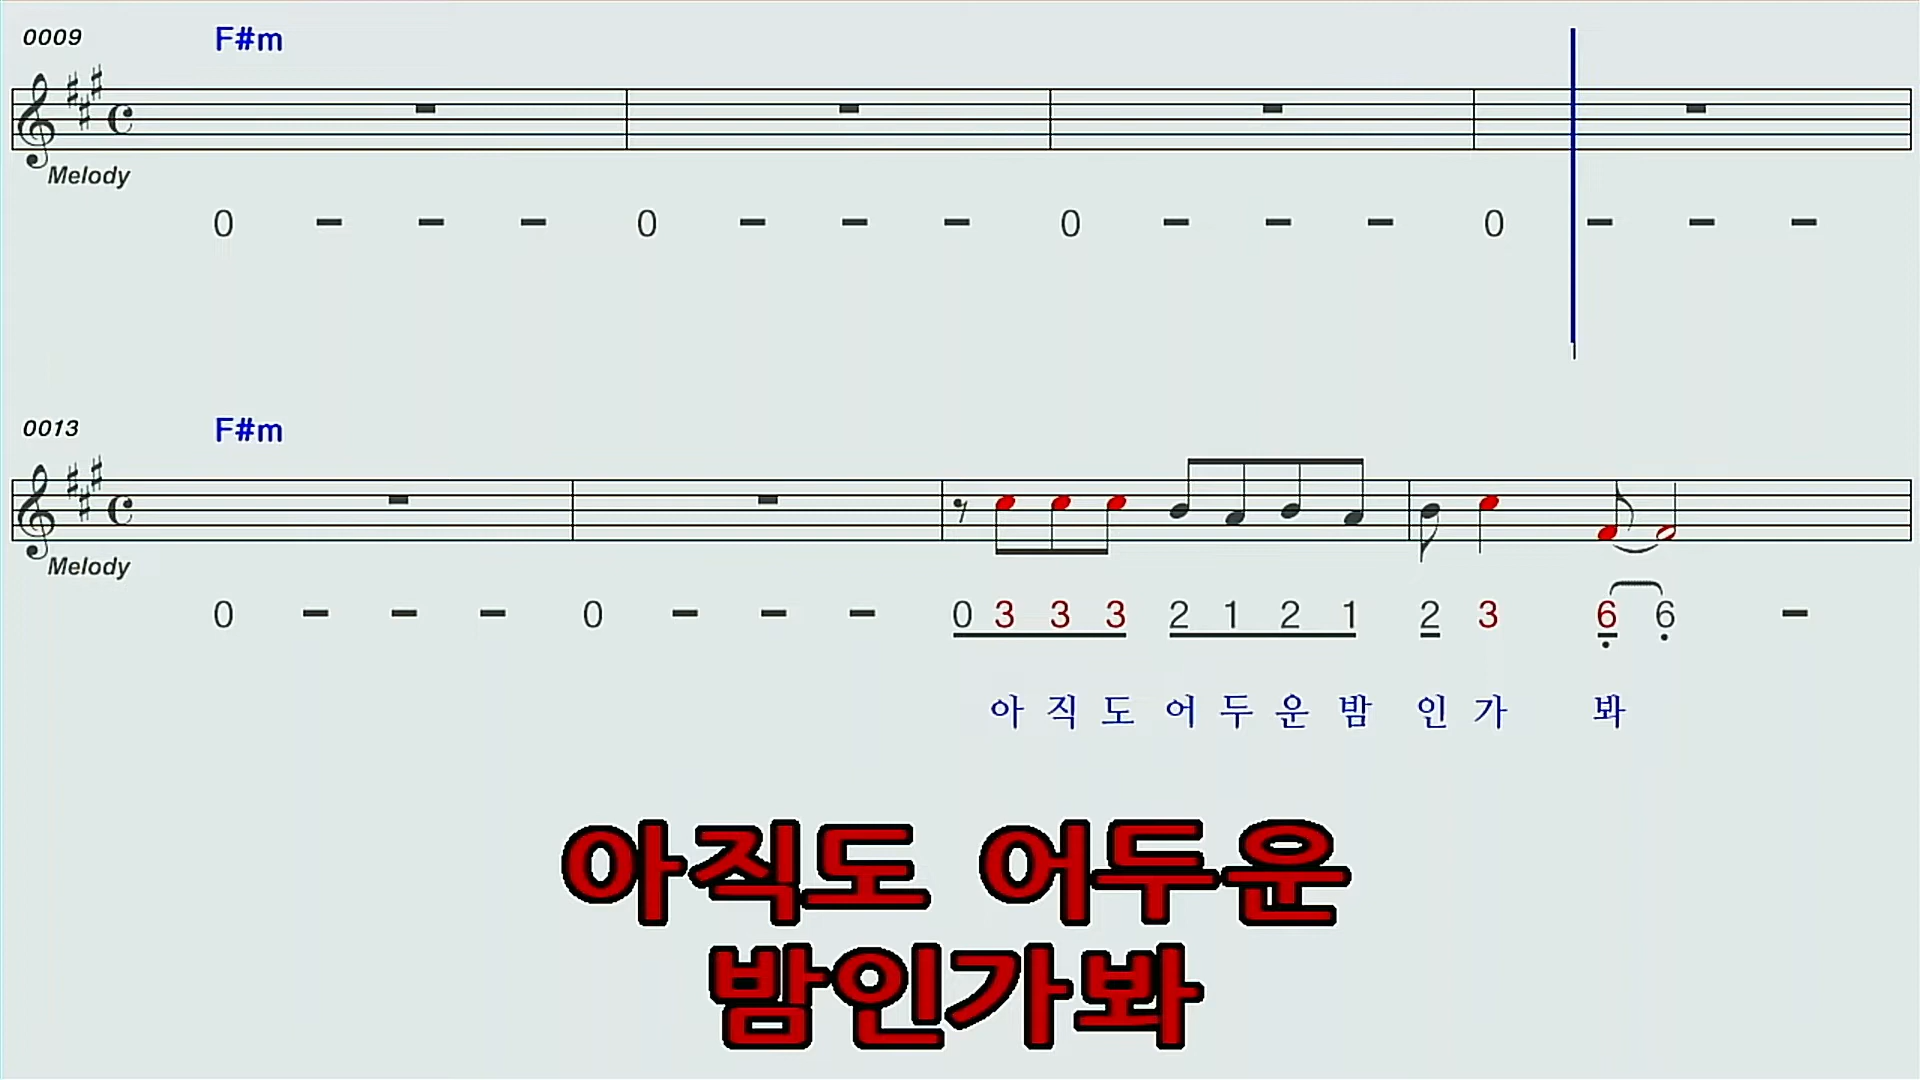 0009 F#m
Melody
0 - - - 0 - - - 0 - - - 0 - - -
0013 F#m
Melody
0 - - - 0 - - - 0 3 3 3 2 1 2 1 2 3 6 6 -
아 직 도 어 두 운 밤 인 가 봐
아직도 어두운
밤인가봐